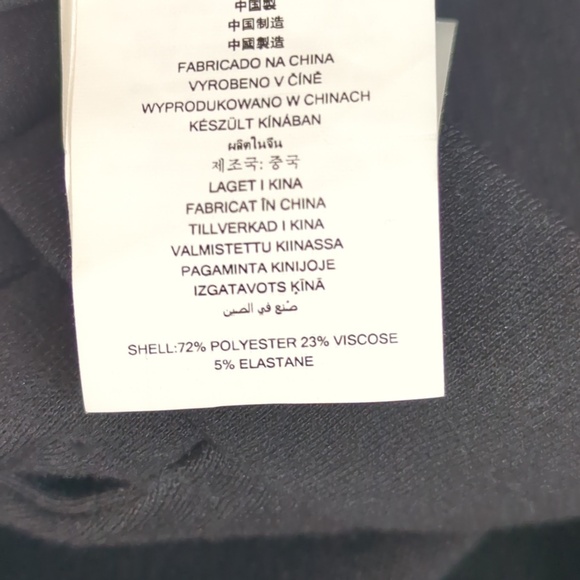 中国製
中国制造
中國製造
FABRICADO NA CHINA
VYROBENO V ČÍNĚ
WYPRODUKOWANO W CHINACH
KÉSZÜLT KÍNÁBAN
ผลิตในจีน
제조국: 중국
LAGET I KINA
FABRICAT ÎN CHINA
TILLVERKAD I KINA
VALMISTETTU KIINASSA
PAGAMINTA KINIJOJE
IZGATAVOTS ĶĪNĀ
صنع في الصين
SHELL:72% POLYESTER 23% VISCOSE
5% ELASTANE